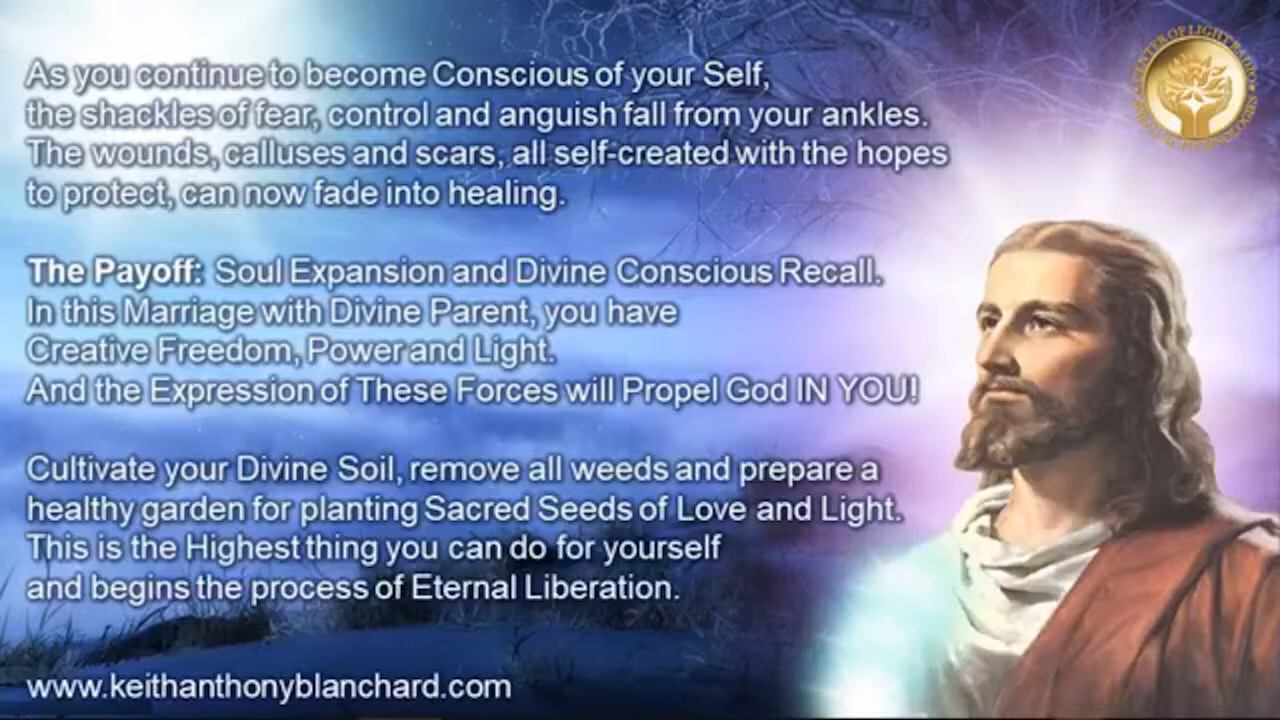 As you continue to become Conscious of your Self,
the shackles of fear, control and anguish fall from your ankles.
The wounds, calluses and scars, all self-created with the hopes
to protect, can now fade into healing.
The Payoff: Soul Expansion and Divine Conscious Recall.
In this Marriage with Divine Parent, you have
Creative Freedom, Power and Light.
And the Expression of These Forces will Propel God IN YOU!
Cultivate your Divine Soil, remove all weeds and prepare a
healthy garden for planting Sacred Seeds of Love and Light.
This is the Highest thing you can do for yourself
and begins the process of Eternal Liberation.
www.keithanthonyblanchard.com